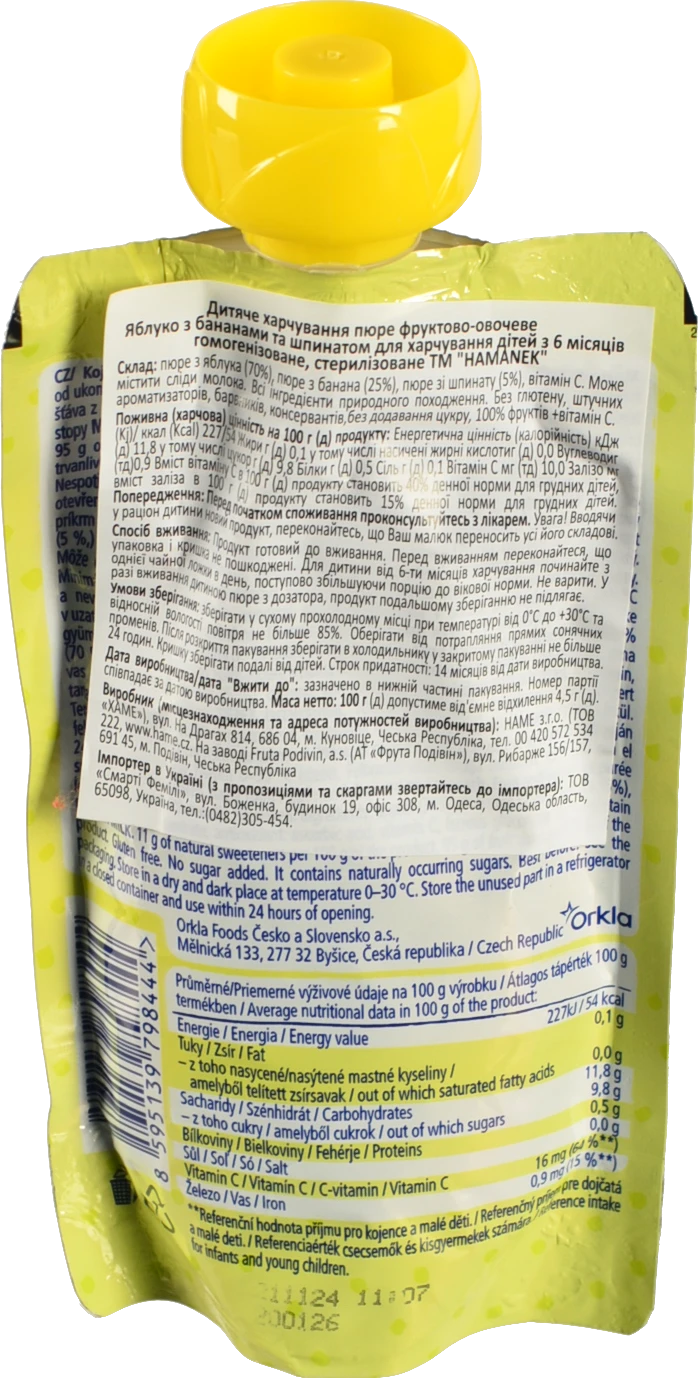 Дитяче харчування пюре фруктово-овочеве
Яблуко з бананами та шпинатом для харчування дітей з 6 місяців
гомогенізоване, стерилізоване ТМ "HAMÁNEK"
Склад: пюре з яблука (70%), пюре з банана (25%), пюре зі шпинату (5%), вітамін С. Може
містити сліди молока. Всі інгредієнти природного походження. Без глютену, штучних
ароматизаторів, барвників, консервантів, без додавання цукру, 100% фруктів +вітамін С.
Поживна (харчова) цінність на 100 г (д) продукту: Енергетична цінність (калорійність) кДж
(Kj)/ ккал (Kcal) 227/54 Жири г (д) 0,1 у тому числі насичені жирні кислотиг (д) 0,0 Вуглеводиг
(д) 11,8 у тому числі цукор г (д) 9,8 Білки г (д) 0,5 Сіль г (д) 0,1 Вітамін С мг (тд) 10,0 Залізо мг
(тд)0,9 Вміст вітаміну С в 100 г (д) продукту становить 40% денної норми для грудних дітей,
вміст заліза в 100 г (д) продукту становить 15% денної норми для грудних дітей.
Попередження: Перед початком споживання проконсультуйтесь з лікарем. Увага! Вводячи
у раціон дитини новий продукт, переконайтесь, що Ваш малюк переносить усі його складові.
Спосіб вживання: Продукт готовий до вживання. Перед вживанням переконайтеся, що
упаковка і кришка не пошкоджені. Для дитини від 6-ти місяців харчування починайте з
однієї чайної ложки в день, поступово збільшуючи порцію до вікової норми. Не варити. У
разі вживання дитиною пюре з дозатора, продукт подальшому зберіганню не підлягає.
Умови зберігання: зберігати у сухому прохолодному місці при температурі від 0°С до +30°С та
відносній вологості повітря не більше 85%. Оберігати від потрапляння прямих сонячних
променів. Після розкриття пакування зберігати в холодильнику у закритому пакуванні не більше
24 годин. Кришку зберігати подалі від дітей. Строк придатності: 14 місяців від дати виробництва.
Дата виробництва/дата "Вжити до": зазначено в нижній частині пакування. Номер партії
співпадає за датою виробництва. Маса нетто: 100 г (д) допустиме від'ємне відхилення 4,5 г (д).
Виробник (місцезнаходження та адреса потужностей виробництва): HAME з.r.o. (ТОВ
«ХАМЕ»), вул. На Драгах 814, 686 04, м. Куновіце, Чеська Республіка, тел. 00 420 572 534
222, www.hame.cz. На заводі Fruta Podivin, a.s. (АТ «Фрута Подівін»), вул. Рибарже 156/157,
691 45, м. Подівін, Чеська Республіка
Імпортер в Україні (з пропозиціями та скаргами звертайтесь до імпортера): ТОВ
«Смарті Фемілі», вул. Боженка, будинок 19, офіс 308, м. Одеса, Одеська область,
65098, Україна, тел.:(0482)305-454.
11 g of natural sweeteners per 100 g of
product. Gluten free. No sugar added. It contains naturally occurring sugars. Best before: see the
packaging. Store in a dry and dark place at temperature 0–30 °C. Store the unused part in a refrigerator
in a closed container and use within 24 hours of opening.
Orkla Foods Česko a Slovensko a.s.,
Mělnická 133, 277 32 Byšice, Česká republika / Czech Republic
Orkla
Průměrné/Priemerné výživové údaje na 100 g výrobku / Átlagos tápérték 100 g
termékben / Average nutritional data in 100 g of the product:
Energie / Energia / Energy value 227kJ / 54 kcal
Tuky / Zsír / Fat 0,1 g
– z toho nasycené/nasýtené mastné kyseliny /
amelyből telített zsírsavak / out of which saturated fatty acids 0,0 g
Sacharidy / Szénhidrát / Carbohydrates 11,8 g
– z toho cukry / amelyből cukrok / out of which sugars 9,8 g
Bílkoviny / Bielkoviny / Fehérje / Proteins 0,5 g
Sůl / Soľ / Só / Salt 0,0 g
Vitamin C / Vitamín C / C-vitamin / Vitamin C 16 mg (64 %**)
Železo / Vas / Iron 0,9 mg (15 %**)
**Referenční hodnota příjmu pro kojence a malé děti. / Referenčný príjem pre dojčatá
a malé deti. / Referenciaérték csecsemők és kisgyermekek számára. / Reference intake
for infants and young children.
8 595139 798444 >
11124 11:07
00126